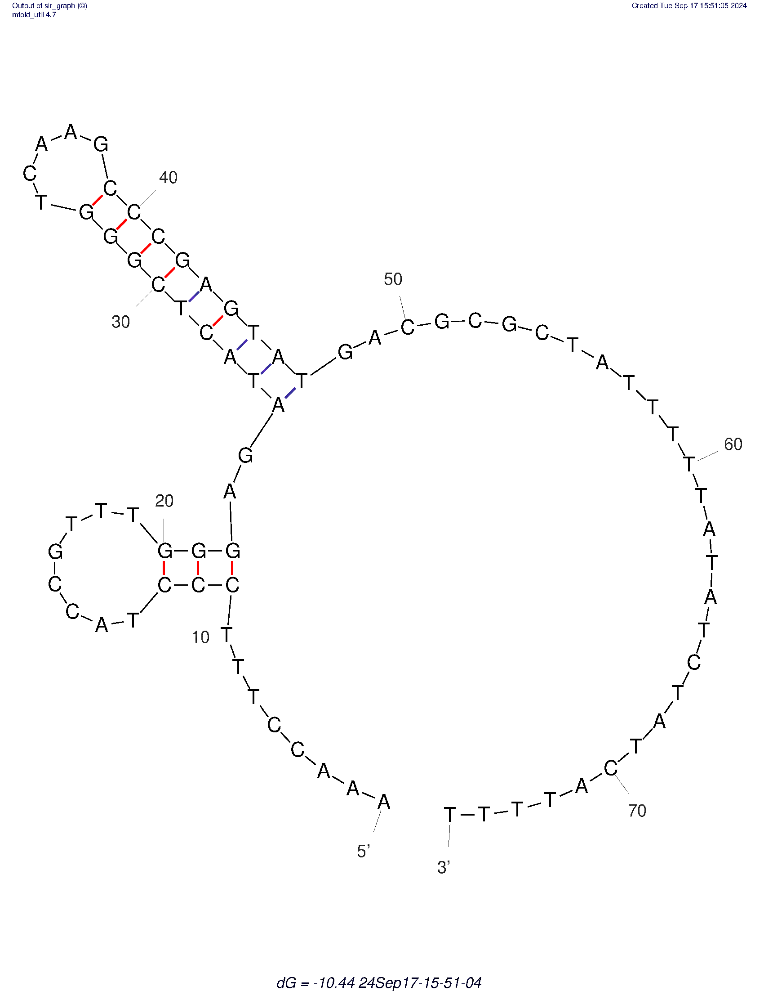 Output of sir_graph (©)
mfold_util 4.7
Created Tue Sep 17 15:51:05 2024
5’
A A A C C T T T C C
10
C T A C C G T T T G
20
G G A G A T A C T C
30
G G G T C A A G C C
40
C G A G T A T G A C
50
G C G C T A T T T T
60
T A T A T C T A T C
70
A T T T T
3’
dG = -10.44 24Sep17-15-51-04